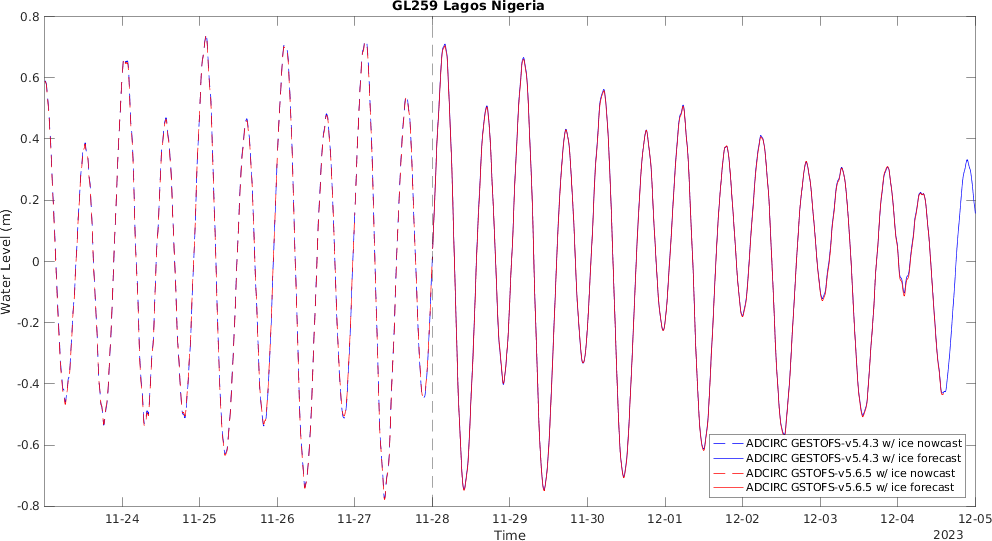 GL259 Lagos Nigeria
Water Level (m)
0.8
0.6
0.4
0.2
0
-0.2
-0.4
-0.6
-0.8
ADCIRC GESTOFS-v5.4.3 w/ ice nowcast
ADCIRC GESTOFS-v5.4.3 w/ ice forecast
ADCIRC GSTOFS-v5.6.5 w/ ice nowcast
ADCIRC GSTOFS-v5.6.5 w/ ice forecast
11-24 11-25 11-26 11-27 11-28 11-29 11-30 12-01 12-02 12-03 12-04 12-05
Time
2023